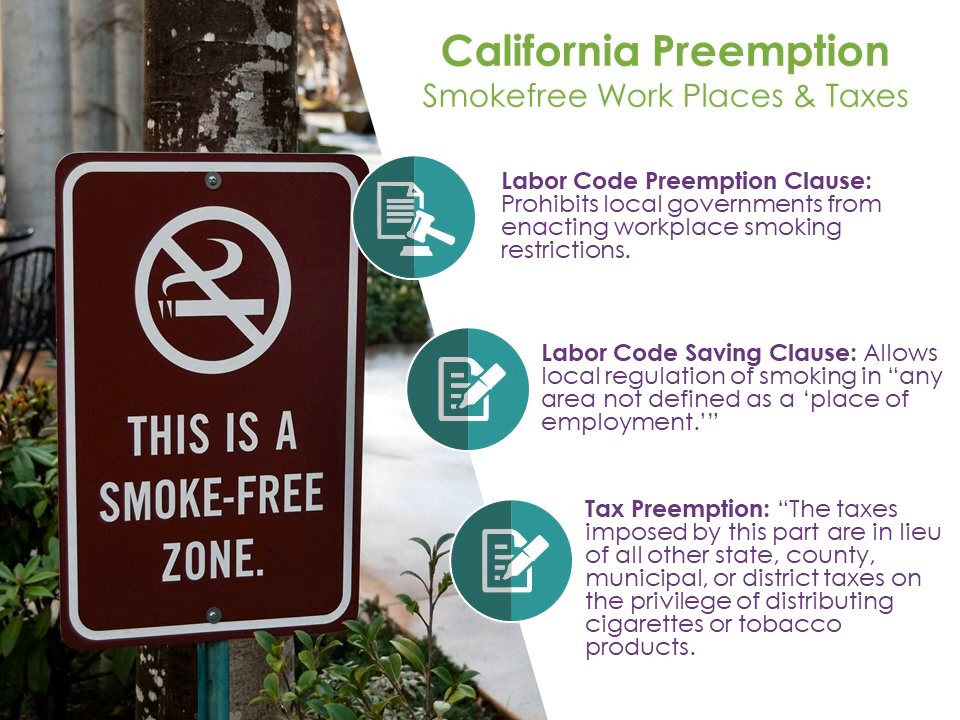 California Preemption
Smokefree Work Places & Taxes
THIS IS A
SMOKE-FREE
ZONE.
Labor Code Preemption Clause:
Prohibits local governments from
enacting workplace smoking
restrictions.
Labor Code Saving Clause: Allows
local regulation of smoking in “any
area not defined as a ‘place of
employment.’”
Tax Preemption: “The taxes
imposed by this part are in lieu
of all other state, county,
municipal, or district taxes on
the privilege of distributing
cigarettes or tobacco
products.